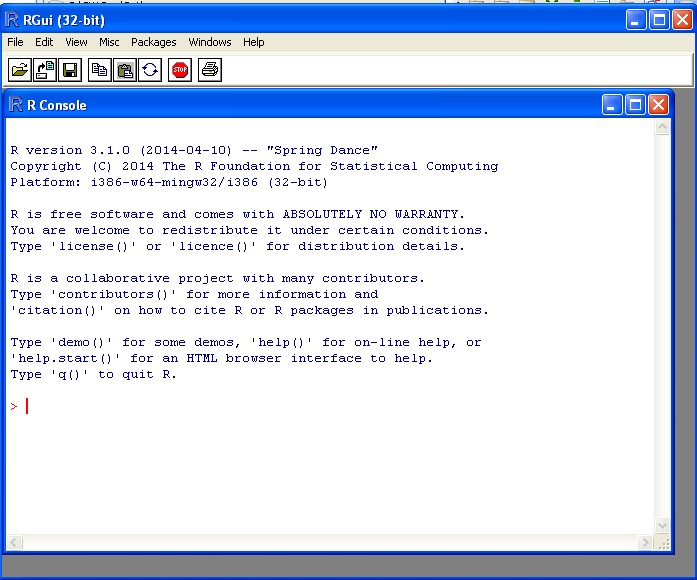 RGui (32-bit)
File Edit View Misc Packages Windows Help
STOP
R Console
R version 3.1.0 (2014-04-10) -- "Spring Dance"
Copyright (C) 2014 The R Foundation for Statistical Computing
Platform: i386-w64-mingw32/i386 (32-bit)
R is free software and comes with ABSOLUTELY NO WARRANTY.
You are welcome to redistribute it under certain conditions.
Type 'license()' or 'licence()' for distribution details.
R is a collaborative project with many contributors.
Type 'contributors()' for more information and
'citation()' on how to cite R or R packages in publications.
Type 'demo()' for some demos, 'help()' for on-line help, or
'help.start()' for an HTML browser interface to help.
Type 'q()' to quit R.
>